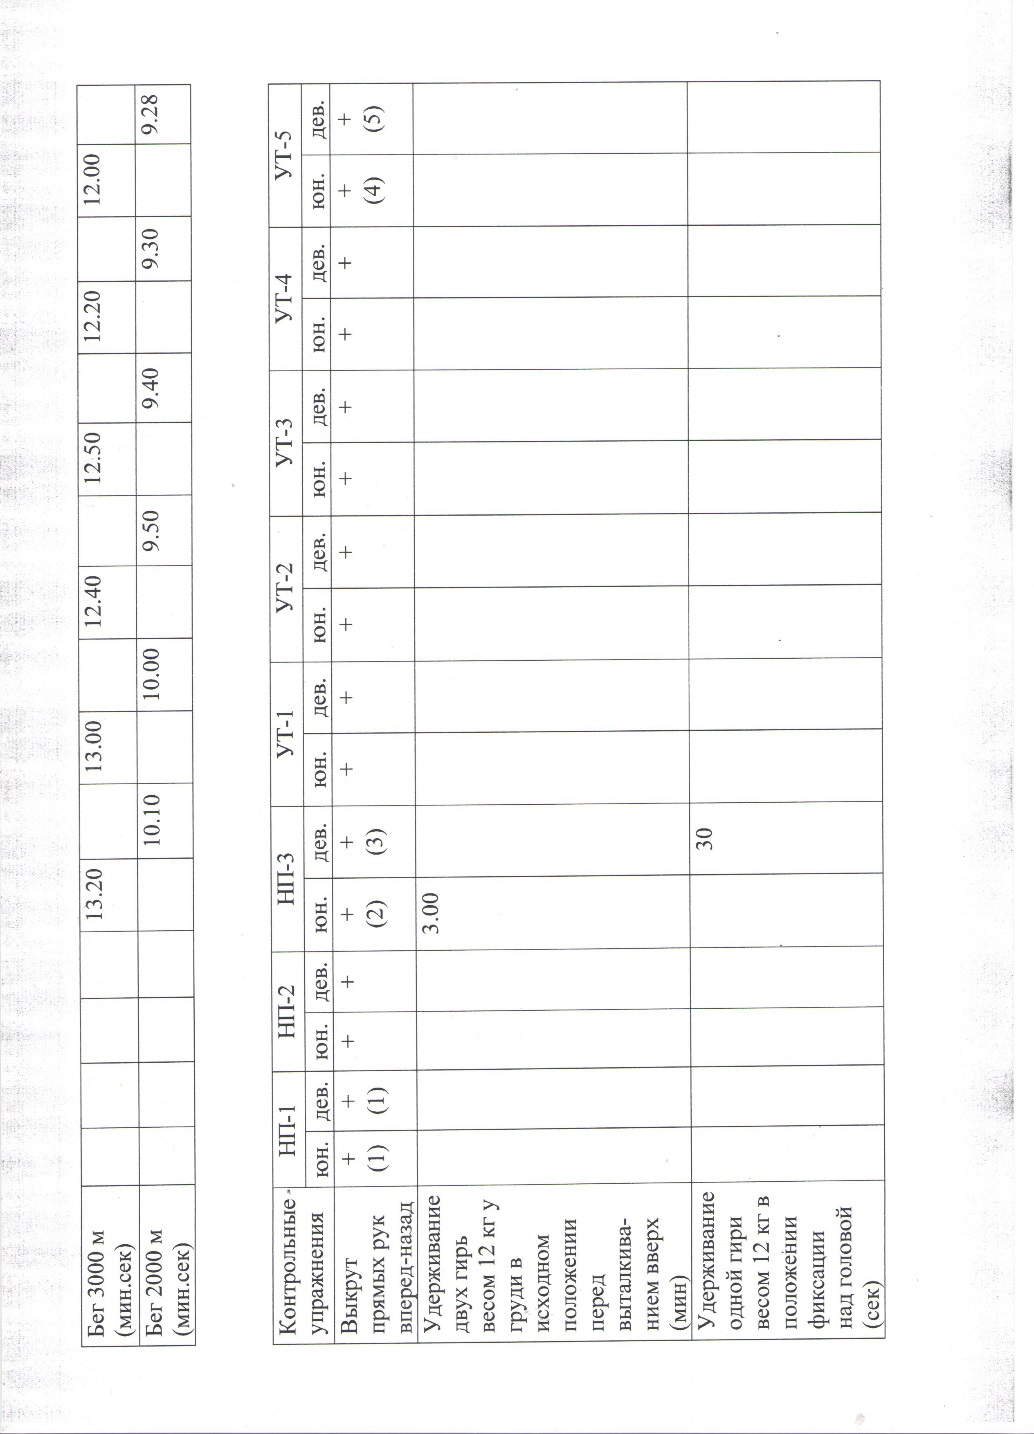 Бег 3000 м 13.20 13.00 12.40 12.50 12.20 12.00
(мин.сек)
Бег 2000 м 10.10 10.00 9.50 9.40 9.30 9.28
(мин.сек)
Контрольные НП-1 НП-2 НП-3 УТ-1 УТ-2 УТ-3 УТ-4 УТ-5
упражнения юн. дев. юн. дев. юн. дев. юн. дев. юн. дев. юн. дев. юн. дев. юн. дев.
Выкрут + + + + + + + + + + + + + + + +
прямых рук (1) (1) (2) (3) (4) (5)
вперед-назад
Удерживание 3.00
двух гирь
весом 12 кг у
груди в
исходном
положении
перед
выталкива-
нием вверх
(мин)
Удерживание 30
одной гири
весом 12 кг в
положении
фиксации
над головой
(сек)